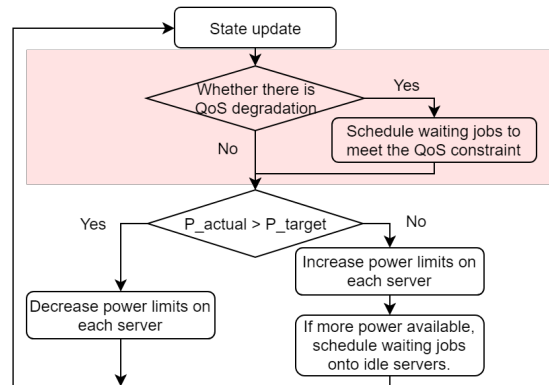 State update
Whether there is
QoS degradation
Yes
Schedule waiting jobs to
meet the QoS constraint
No
P_actual > P_target
Yes
No
Increase power limits on
each server
Decrease power limits on
each server
If more power available,
schedule waiting jobs
onto idle servers.